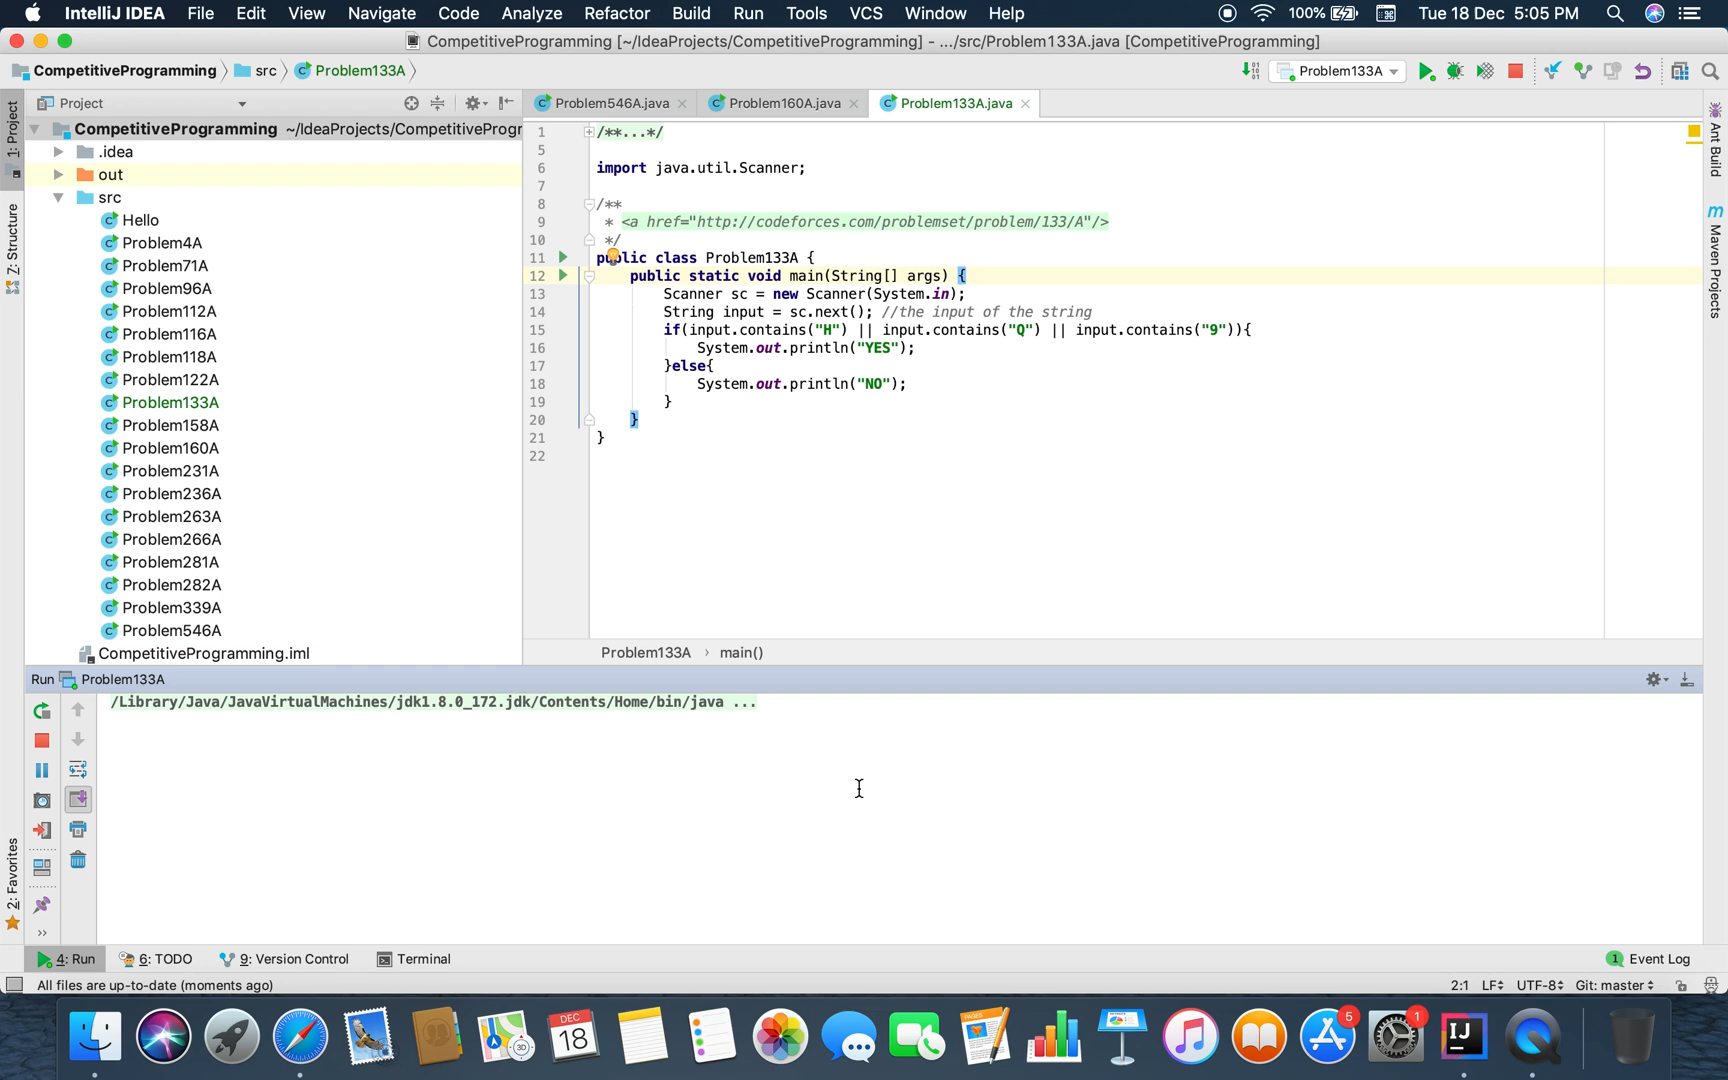 IntelliJ IDEA File Edit View Navigate Code Analyze Refactor Build Run Tools VCS Window Help 100% Tue 18 Dec 5:05 PM
CompetitiveProgramming [~/IdeaProjects/CompetitiveProgramming] - .../src/Problem133A.java [CompetitiveProgramming]
CompetitiveProgramming src Problem133A Problem133A
Project Problem546A.java Problem160A.java Problem133A.java
1: Project
Z: Structure
2: Favorites
CompetitiveProgramming ~/IdeaProjects/CompetitiveProgr
.idea
out
src
Hello
Problem4A
Problem71A
Problem96A
Problem112A
Problem116A
Problem118A
Problem122A
Problem133A
Problem158A
Problem160A
Problem231A
Problem236A
Problem263A
Problem266A
Problem281A
Problem282A
Problem339A
Problem546A
CompetitiveProgramming.iml
1 /**...*/
5
6 import java.util.Scanner;
7
8 /**
9 * <a href="http://codeforces.com/problemset/problem/133/A"/>
10 */
11 public class Problem133A {
12 public static void main(String[] args) {
13 Scanner sc = new Scanner(System.in);
14 String input = sc.next(); //the input of the string
15 if(input.contains("H") || input.contains("Q") || input.contains("9")){
16 System.out.println("YES");
17 }else{
18 System.out.println("NO");
19 }
20 }
21 }
22
Problem133A › main()
Ant Build
m Maven Projects
Run Problem133A
/Library/Java/JavaVirtualMachines/jdk1.8.0_172.jdk/Contents/Home/bin/java ...
4: Run 6: TODO 9: Version Control Terminal 1 Event Log
All files are up-to-date (moments ago) 2:1 LF UTF-8 Git: master
DEC
18
3D
PAGES
5
1
IJ